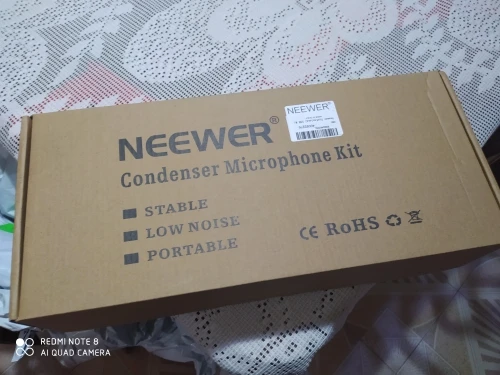 NEEWER®
NEEWER®
Condenser Microphone Kit
STABLE
LOW NOISE
PORTABLE
CE RoHS
REDMI NOTE 8
AI QUAD CAMERA